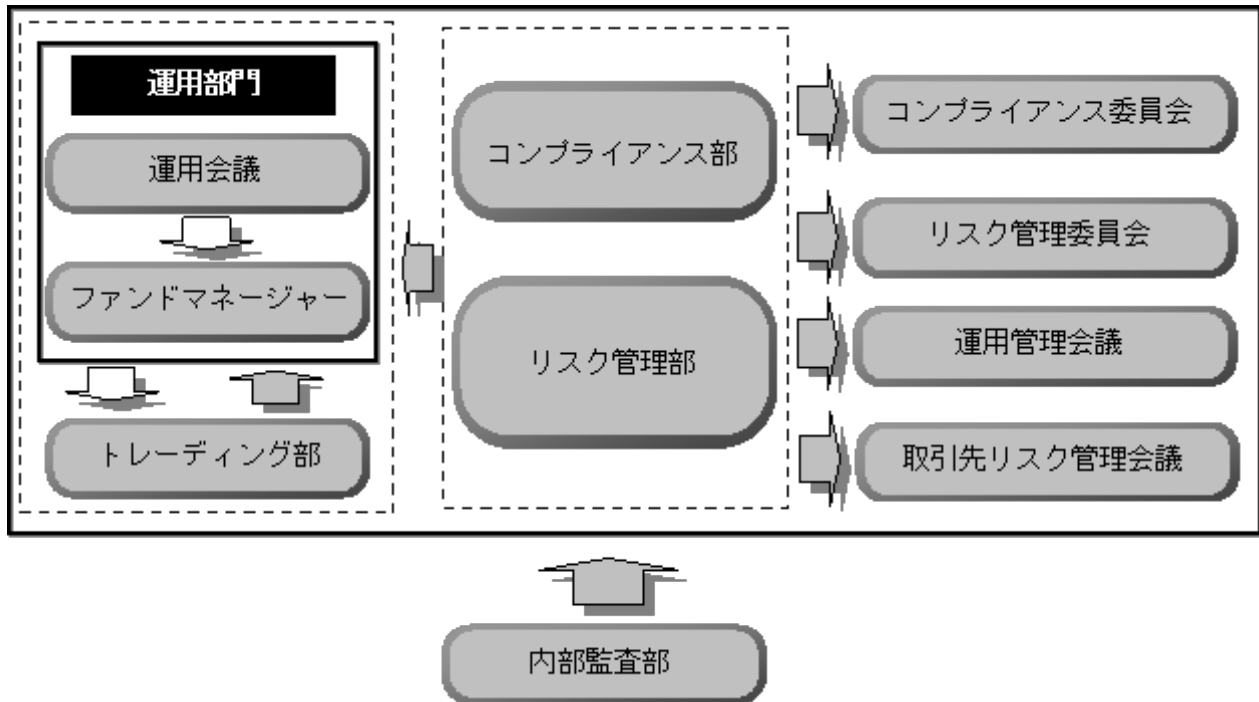 運用部門
運用会議
ファンドマネージャー
トレーディング部
コンプライアンス部
リスク管理部
コンプライアンス委員会
リスク管理委員会
運用管理会議
取引先リスク管理会議
内部監査部